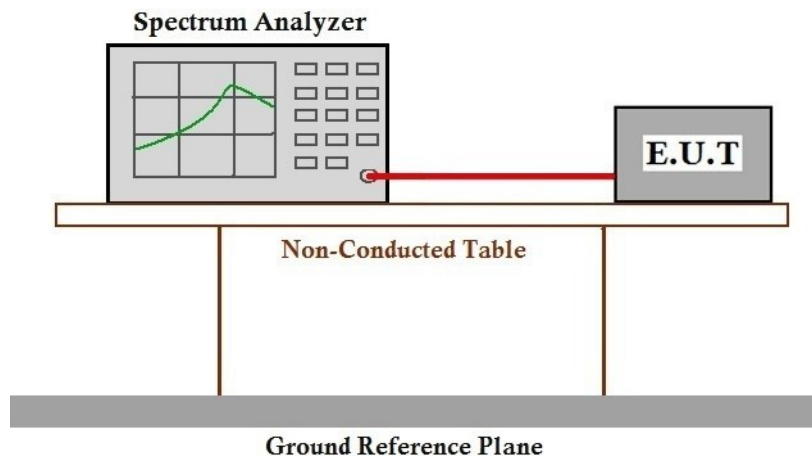 Spectrum Analyzer
E.U.T
Non-Conducted Table
Ground Reference Plane